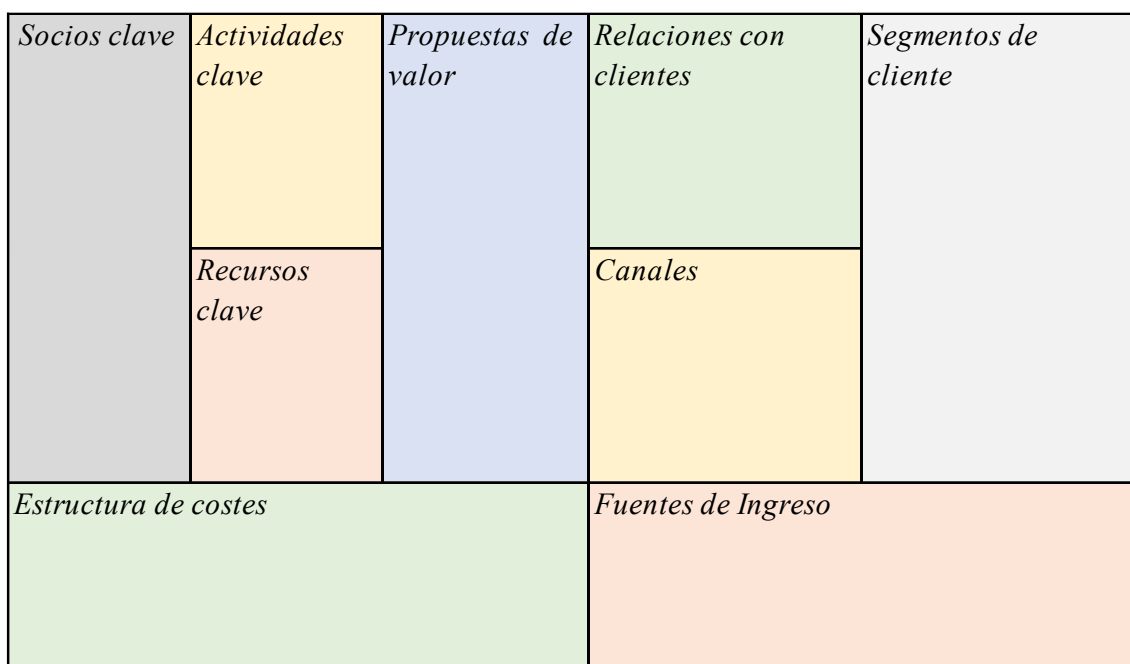 Socios clave
Actividades
clave
Propuestas de
valor
Relaciones con
clientes
Segmentos de
cliente
Recursos
clave
Canales
Estructura de costes
Fuentes de Ingreso